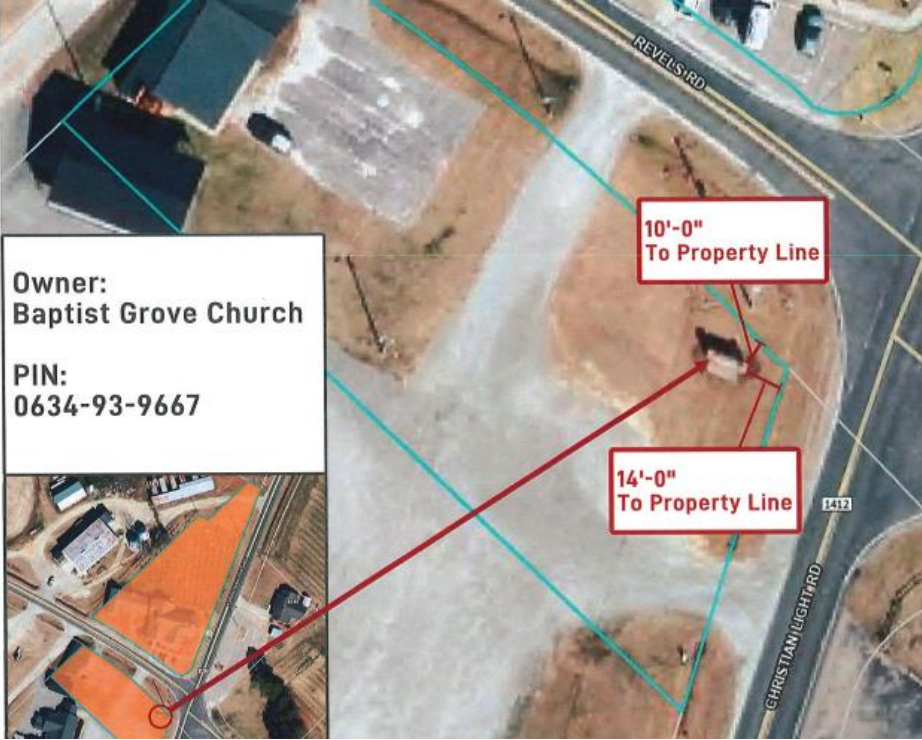 REVELS RD
10'-0"
To Property Line
Owner:
Baptist Grove Church
PIN:
0634-93-9667
14'-0"
To Property Line
1412
CHRISTIAN LIGHT RD